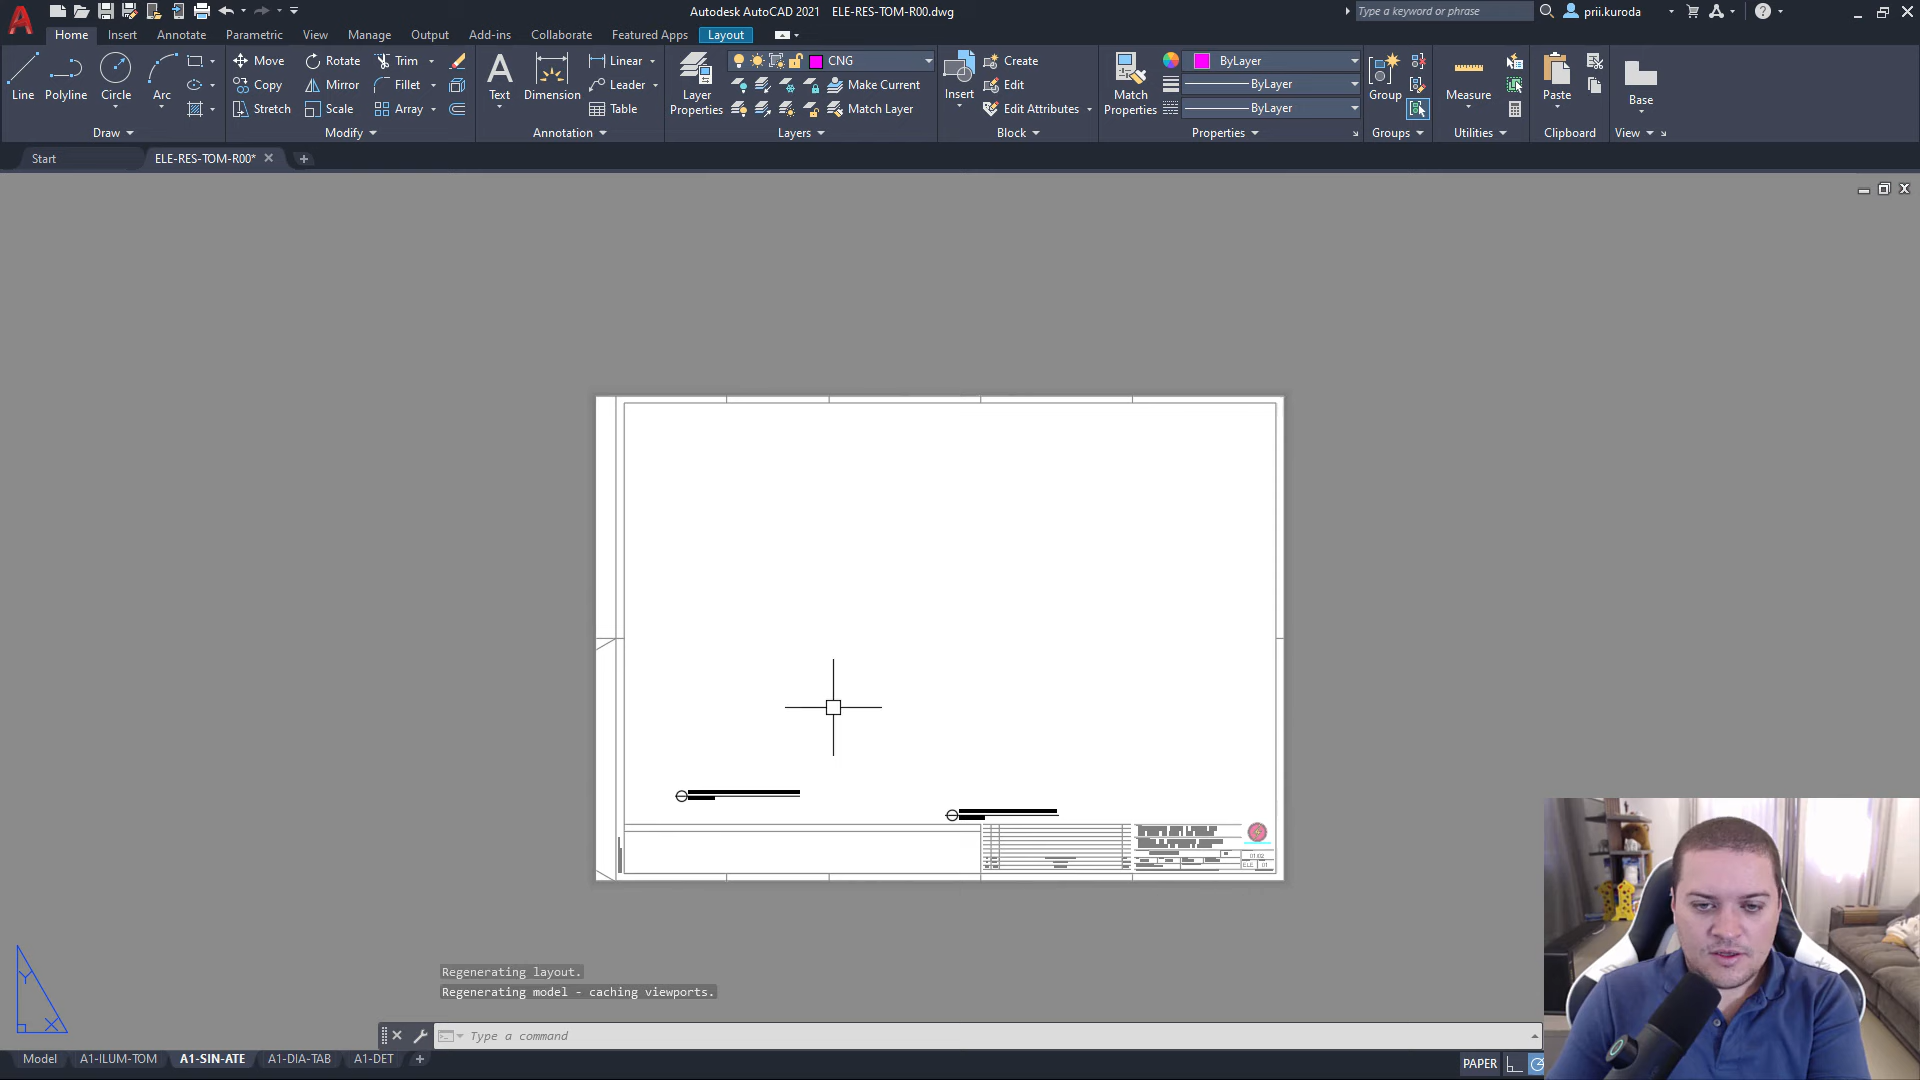 Autodesk AutoCAD 2021 ELE-RES-TOM-R00.dwg
Type a keyword or phrase
prii.kuroda
Home Insert Annotate Parametric View Manage Output Add-ins Collaborate Featured Apps Layout
Line Polyline Circle Arc
Move Rotate Trim
Copy Mirror Fillet
Stretch Scale Array
Text Dimension
Linear
Leader
Table
Layer Properties
CNG
Make Current
Match Layer
Insert
Create
Edit
Edit Attributes
Match Properties
ByLayer
ByLayer
ByLayer
Group
Measure
Paste
Base
Draw Modify Annotation Layers Block Properties Groups Utilities Clipboard View
Start ELE-RES-TOM-R00*
01/02
ELE 01
Y
X
Regenerating layout.
Regenerating model - caching viewports.
Type a command
Model A1-ILUM-TOM A1-SIN-ATE A1-DIA-TAB A1-DET
PAPER